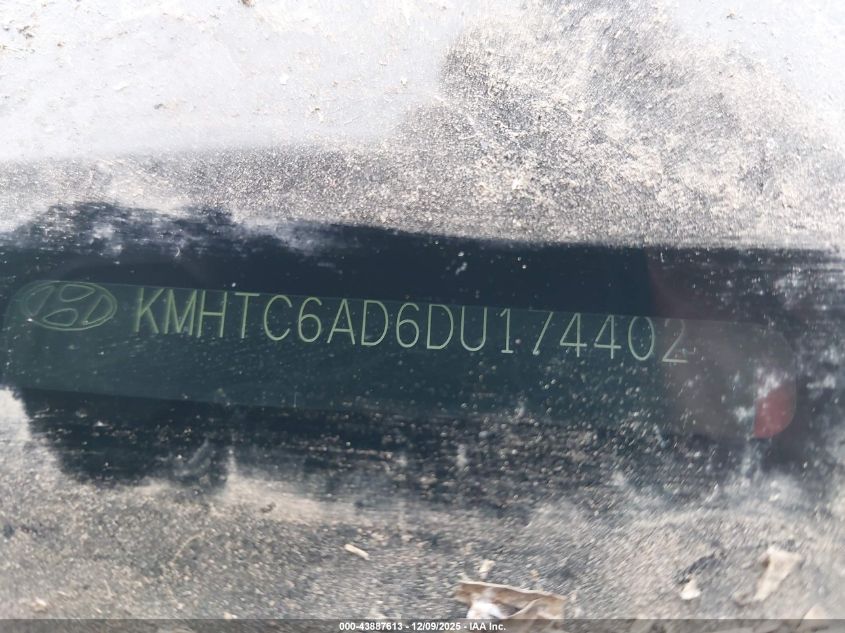 KMHTC6AD6DU174402
000-43887613 - 12/09/2025 - IAA Inc.